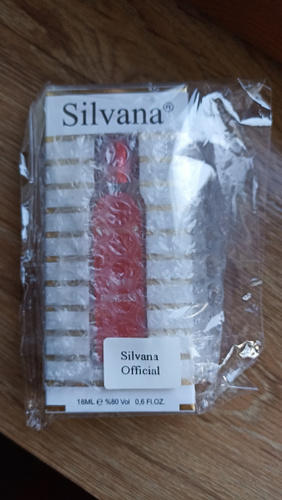 Silvana®
Silvana
Official
18ML ℮ %80 Vol 0,6 Fl.OZ.